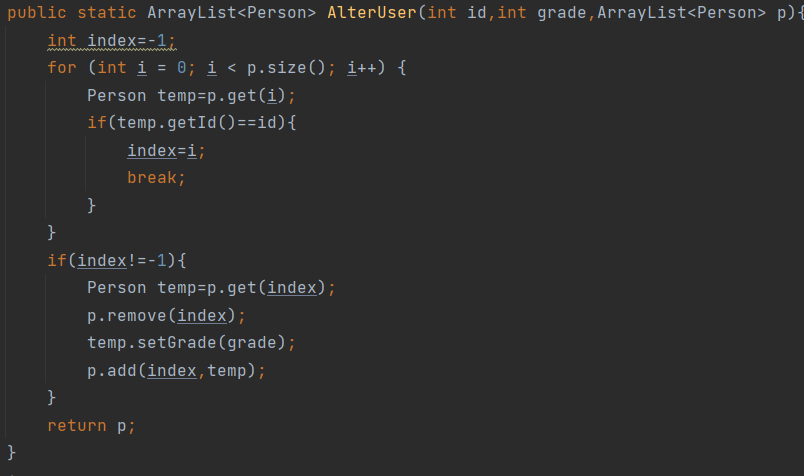 public static ArrayList<Person> AlterUser(int id,int grade,ArrayList<Person> p){
    int index=-1;
    for (int i = 0; i < p.size(); i++) {
        Person temp=p.get(i);
        if(temp.getId()==id){
            index=i;
            break;
        }
    }
    if(index!=-1){
        Person temp=p.get(index);
        p.remove(index);
        temp.setGrade(grade);
        p.add(index,temp);
    }
    return p;
}